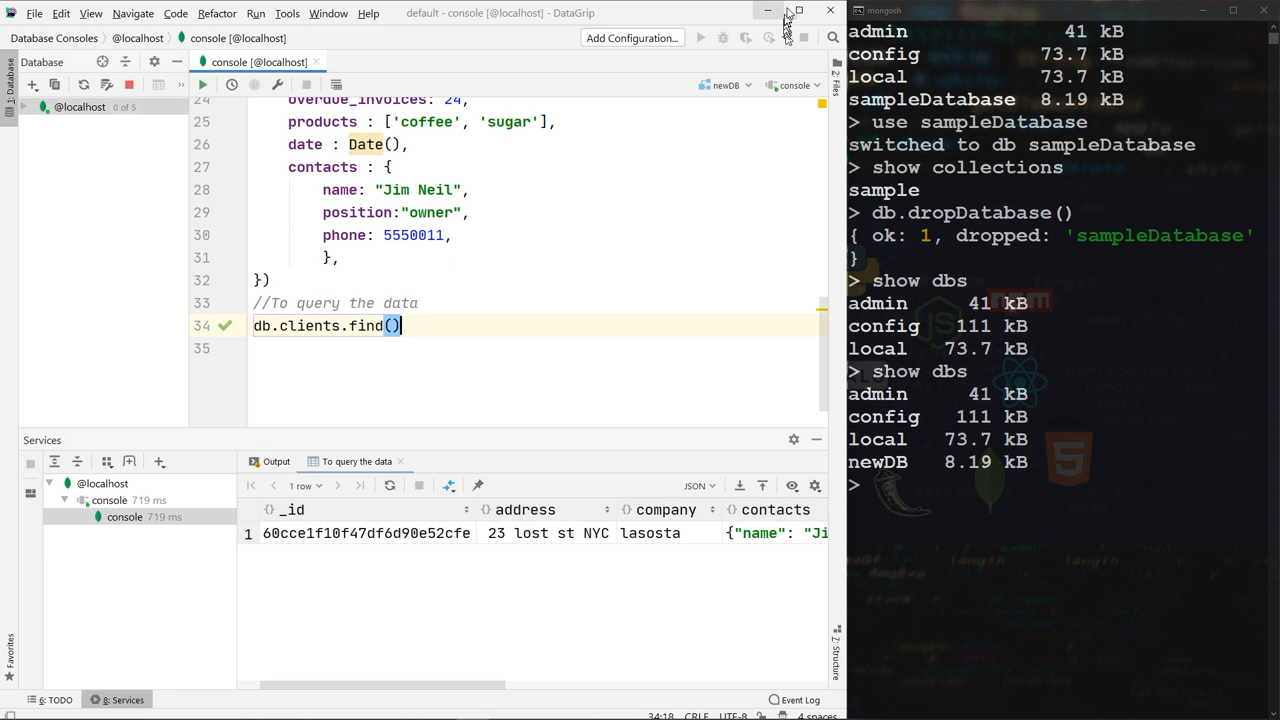 File Edit View Navigate Code Refactor Run Tools Window Help default - console [@localhost] - DataGrip
Database Consoles @localhost console [@localhost] Add Configuration...
1: Database
Database
console [@localhost]
newDB console
@localhost 0 of 5
24 overdue_invoices: 24,
25 products : ['coffee', 'sugar'],
26 date : Date(),
27 contacts : {
28 name: "Jim Neil",
29 position:"owner",
30 phone: 5550011,
31 },
32 })
33 //To query the data
34 db.clients.find()
35
2: Files
Services
@localhost
console 719 ms
console 719 ms
Output To query the data
1 row JSON
_id address company contacts
1 60cce1f10f47df6d90e52cfe 23 lost st NYC lasosta {"name": "Ji
Favorites
7: Structure
6: TODO 8: Services Event Log
34:18 CRLF UTF-8 4 spaces
mongosh
admin 41 kB
config 73.7 kB
local 73.7 kB
sampleDatabase 8.19 kB
> use sampleDatabase
switched to db sampleDatabase
> show collections
sample
> db.dropDatabase()
{ ok: 1, dropped: 'sampleDatabase'
}
> show dbs
admin 41 kB
config 111 kB
local 73.7 kB
> show dbs
admin 41 kB
config 111 kB
local 73.7 kB
newDB 8.19 kB
>